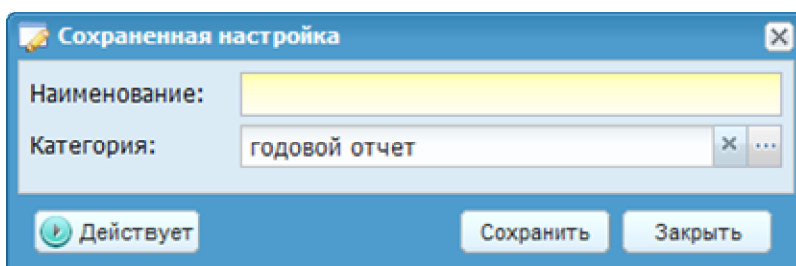 Сохраненная настройка
Наименование:
Категория: годовой отчет
Действует Сохранить Закрыть